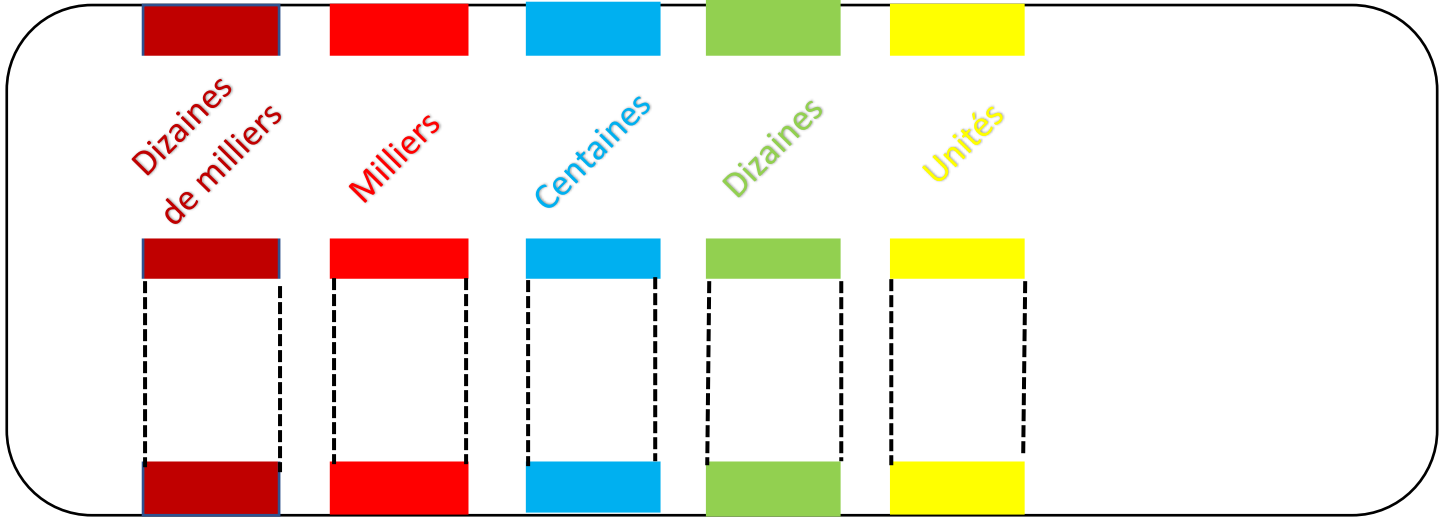 Dizaines
de milliers
Milliers
Centaines
Dizaines
Unités